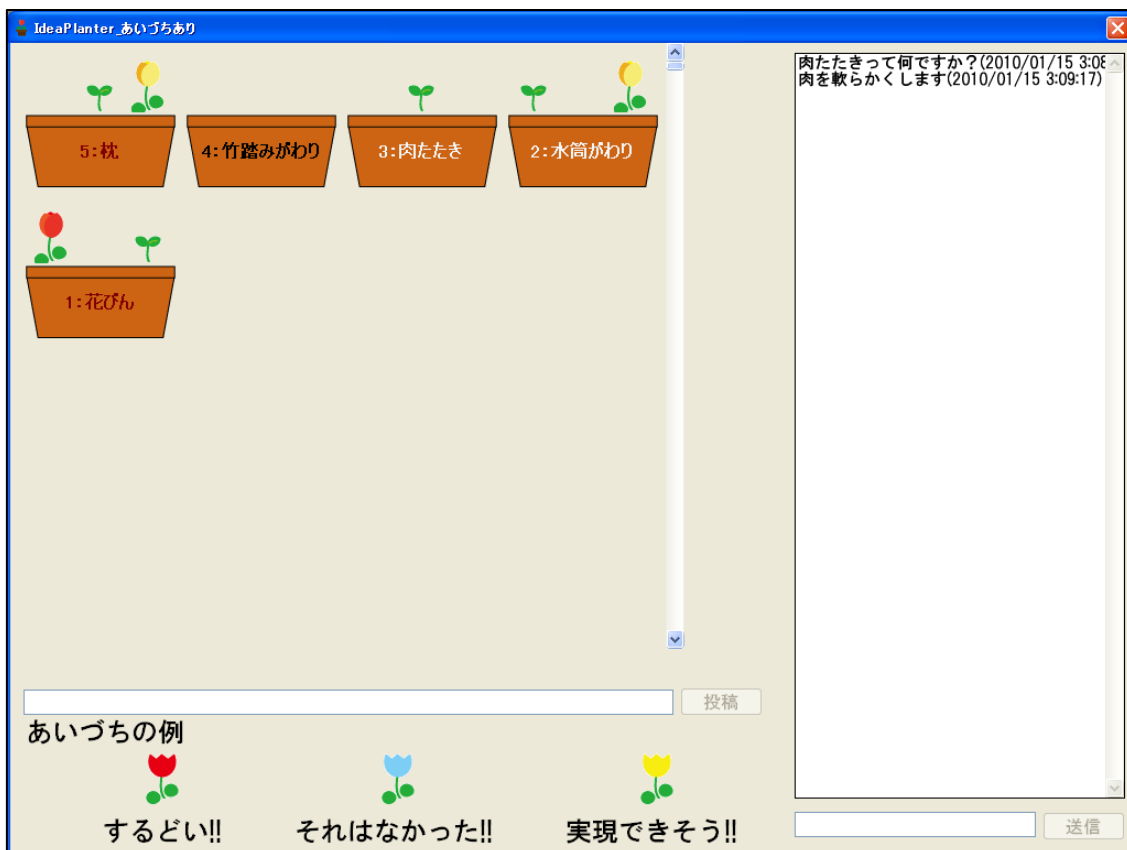 IdeaPlanter_あいづちあり
5:枕
4:竹踏みがわり
3:肉たたき
2:水筒がわり
1:花びん
肉たたきって何ですか?(2010/01/15 3:08
肉を軟らかくします(2010/01/15 3:09:17)
投稿
あいづちの例
するどい!!
それはなかった!!
実現できそう!!
送信